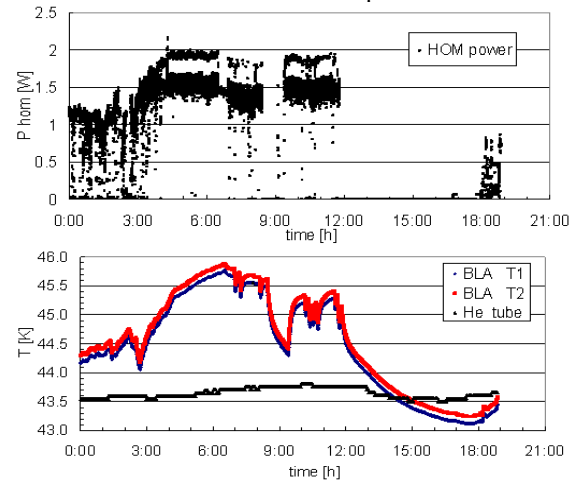 2.5
2
1.5
1
0.5
0
P hom [W]
HOM power
0:00 3:00 6:00 9:00 12:00 15:00 18:00 21:00
time [h]
46.0
45.5
45.0
44.5
44.0
43.5
43.0
T [K]
BLA T1
BLA T2
He tube
0:00 3:00 6:00 9:00 12:00 15:00 18:00 21:00
time [h]